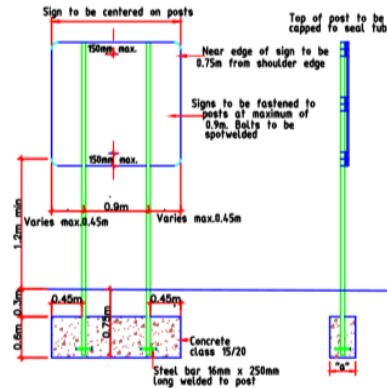 Sign to be centered on posts
Top of post to be
capped to seal tub
150mm max.
Near edge of sign to be
0.75m from shoulder edge
Signs to be fastened to
posts at maximum of
0.9m. Bolts to be
spotwelded
150mm max.
1.2m min
0.9m
Varies max.0.45m
Varies max.0.45m
0.3m
0.45m
0.75m
0.45m
0.6m
Concrete
class 15/20
"a"
Steel bar 16mm x 250mm
long welded to post